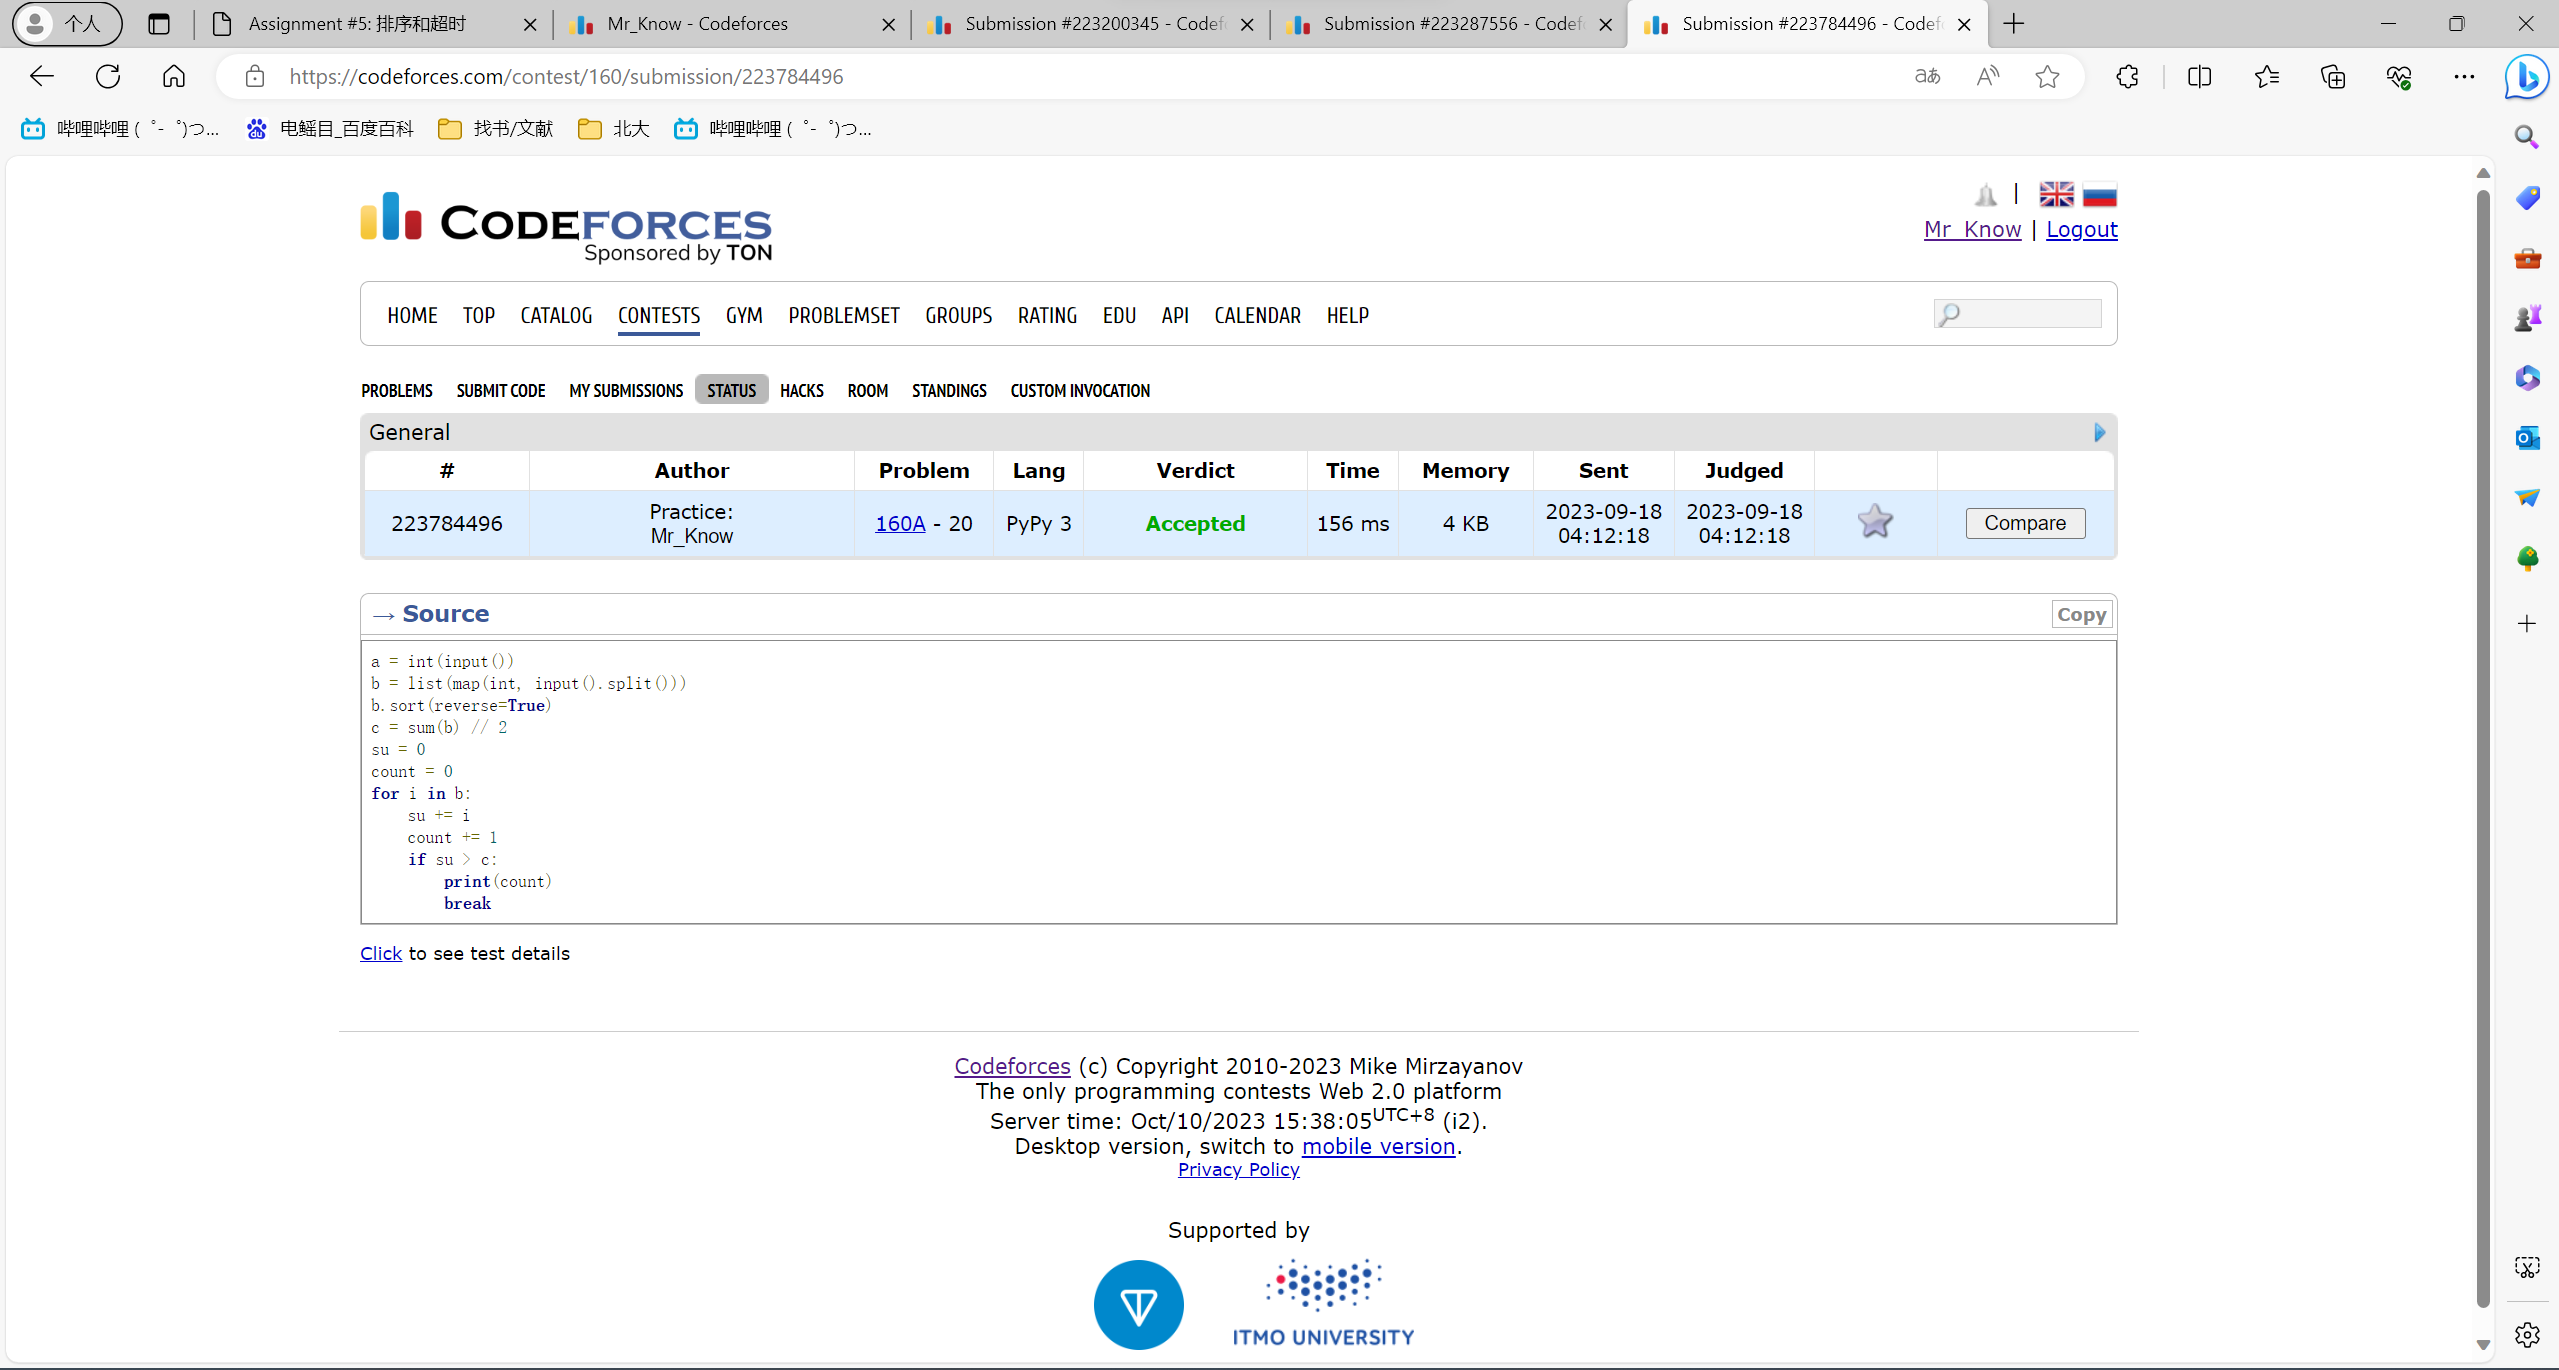 个人
Assignment #5: 排序和超时
Mr_Know - Codeforces
Submission #223200345 - Codef
Submission #223287556 - Codef
Submission #223784496 - Codef
https://codeforces.com/contest/160/submission/223784496
哔哩哔哩 ( ゜- ゜)つ...
电鳐目_百度百科
找书/文献
北大
哔哩哔哩 ( ゜- ゜)つ...
CODEFORCES
Sponsored by TON
Mr_Know | Logout
HOME TOP CATALOG CONTESTS GYM PROBLEMSET GROUPS RATING EDU API CALENDAR HELP
PROBLEMS SUBMIT CODE MY SUBMISSIONS STATUS HACKS ROOM STANDINGS CUSTOM INVOCATION
General
# Author Problem Lang Verdict Time Memory Sent Judged
223784496 Practice: Mr_Know 160A - 20 PyPy 3 Accepted 156 ms 4 KB 2023-09-18 04:12:18 2023-09-18 04:12:18 Compare
→ Source
Copy
a = int(input())
b = list(map(int, input().split()))
b.sort(reverse=True)
c = sum(b) // 2
su = 0
count = 0
for i in b:
    su += i
    count += 1
    if su > c:
        print(count)
        break
Click to see test details
Codeforces (c) Copyright 2010-2023 Mike Mirzayanov
The only programming contests Web 2.0 platform
Server time: Oct/10/2023 15:38:05UTC+8 (i2).
Desktop version, switch to mobile version.
Privacy Policy
Supported by
ITMO UNIVERSITY